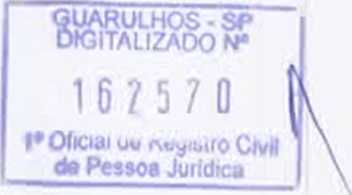 GUARULHOS - SP
DIGITALIZADO Nº
162570
1º Oficial de Registro Civil
de Pessoa Jurídica